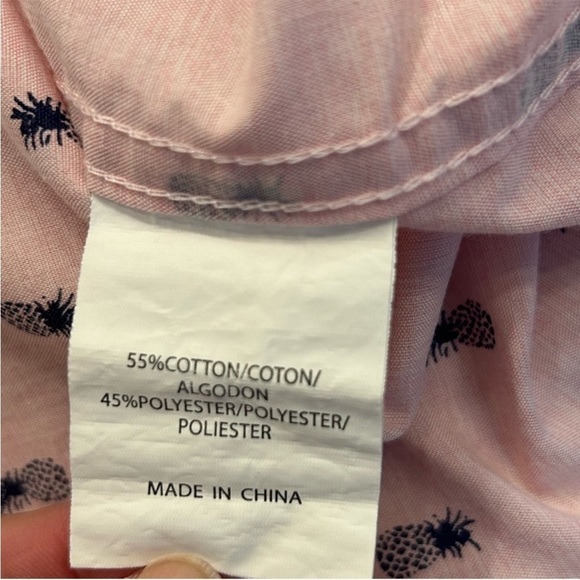 55%COTTON/COTON/
ALGODON
45%POLYESTER/POLYESTER/
POLIESTER
MADE IN CHINA